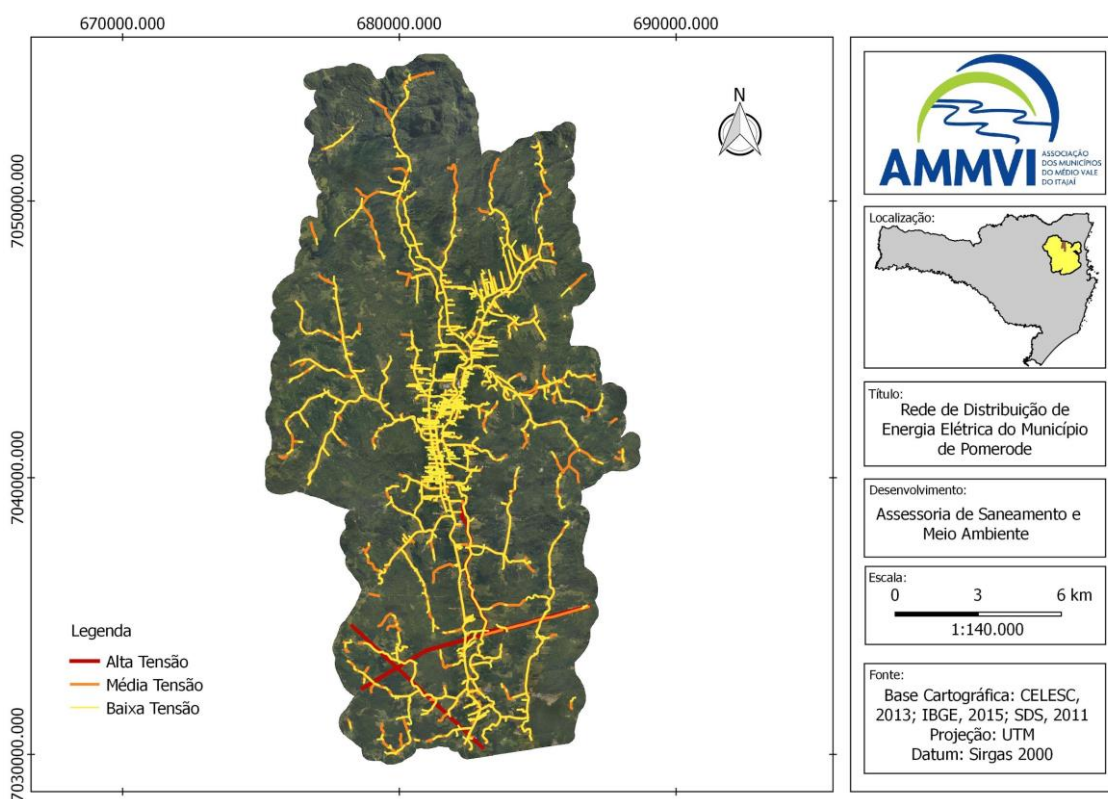 670000.000
680000.000
690000.000
7050000.000
7040000.000
7030000.000
N
Legenda
Alta Tensão
Média Tensão
Baixa Tensão
AMMVI
ASSOCIAÇÃO
DOS MUNICÍPIOS
DO MÉDIO VALE
DO ITAJAÍ
Localização:
Título:
Rede de Distribuição de
Energia Elétrica do Município
de Pomerode
Desenvolvimento:
Assessoria de Saneamento e
Meio Ambiente
Escala:
0 3 6 km
1:140.000
Fonte:
Base Cartográfica: CELESC,
2013; IBGE, 2015; SDS, 2011
Projeção: UTM
Datum: Sirgas 2000